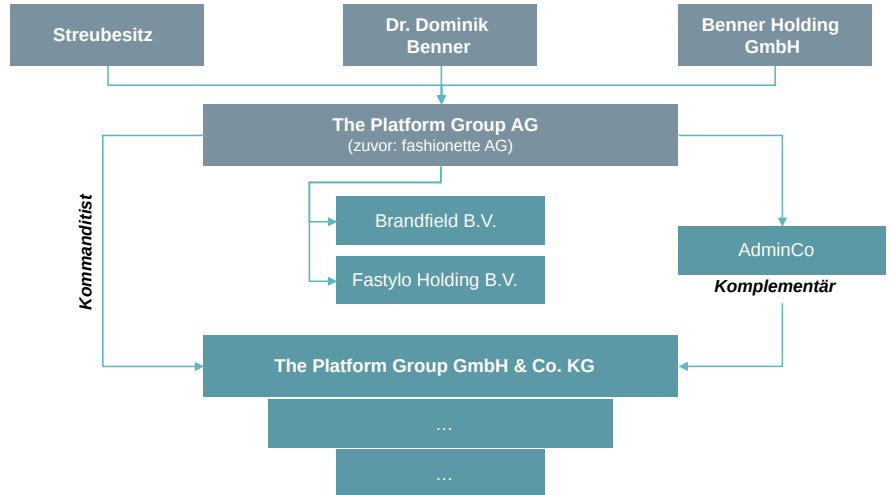 Streubesitz
Dr. Dominik
Benner
Benner Holding
GmbH
The Platform Group AG
(zuvor: fashionette AG)
Kommanditist
Brandfield B.V.
AdminCo
Fastylo Holding B.V.
Komplementär
The Platform Group GmbH & Co. KG
…
…